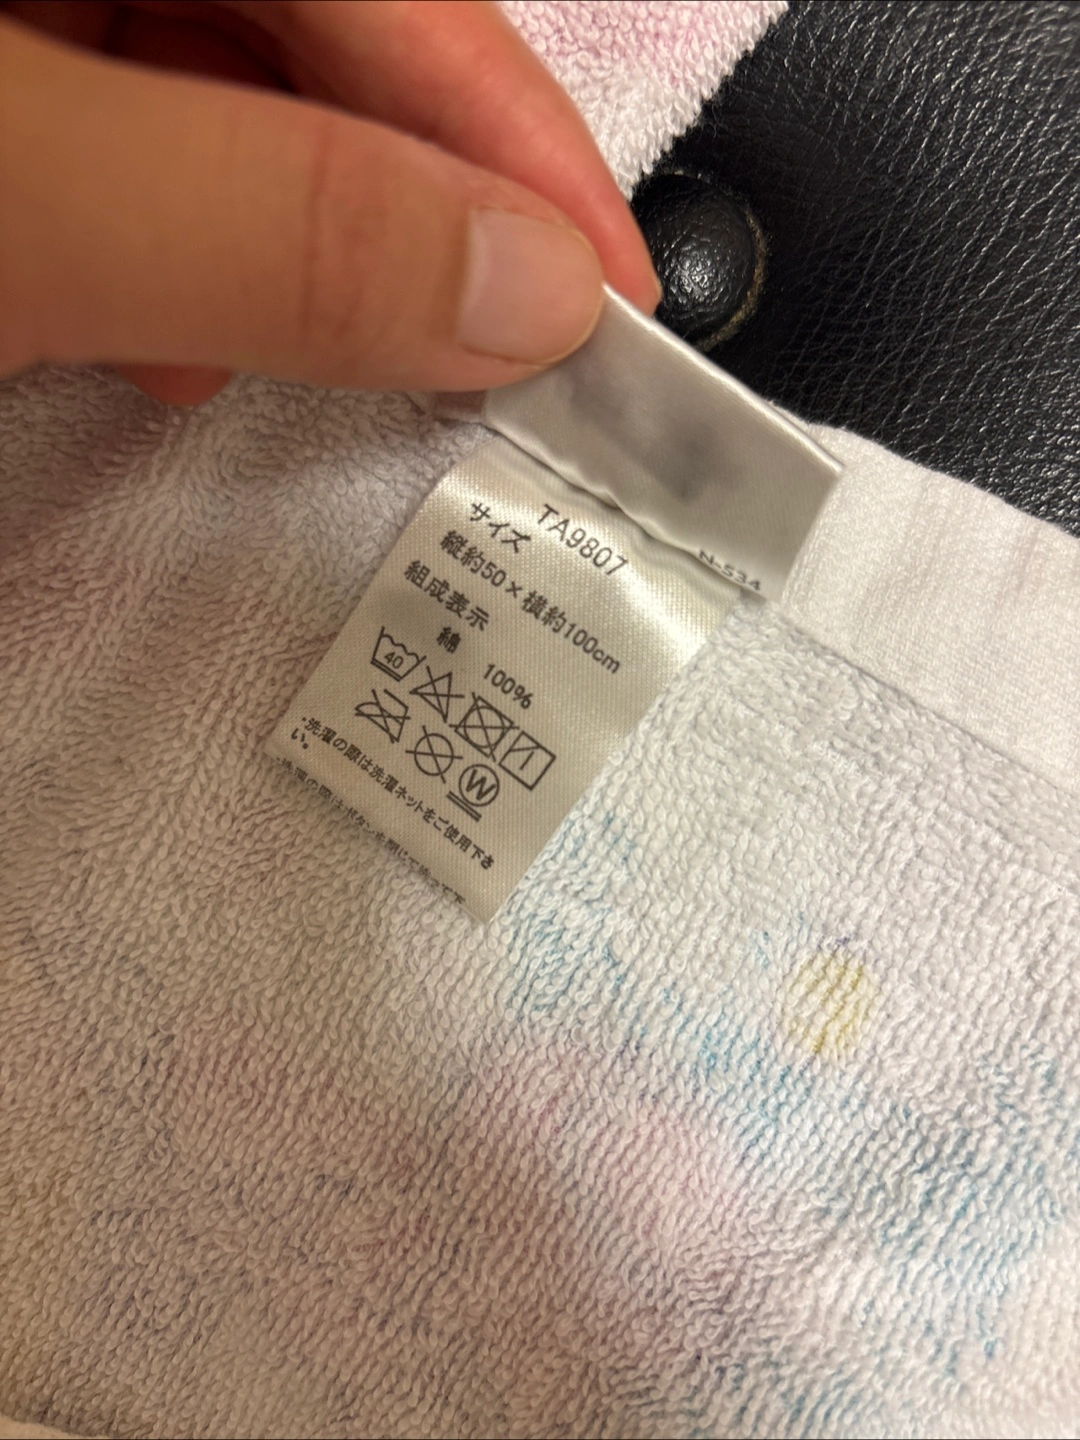 N-534
TA9807
サイズ
縦約50×横約100cm
組成表示
綿 100%
40
W
・洗濯の際は洗濯ネットをご使用下さ
い。